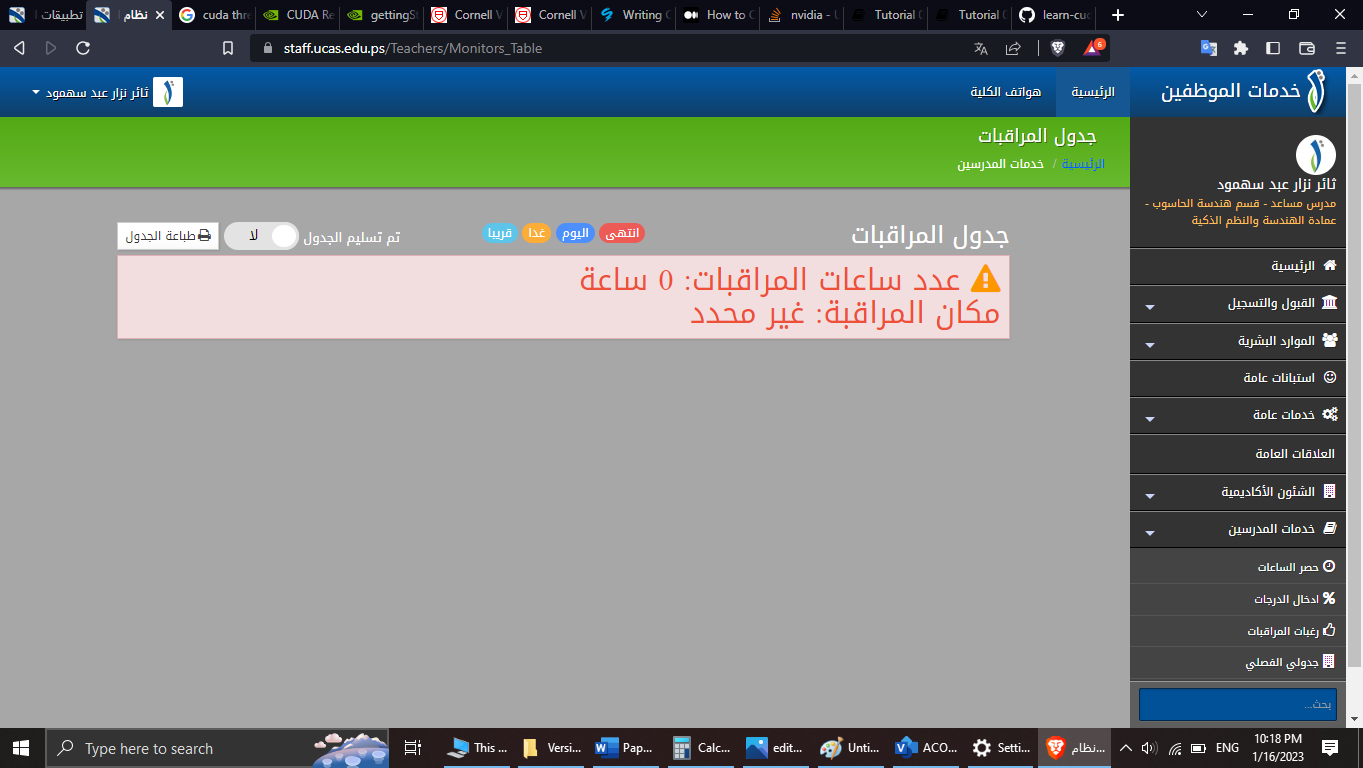 تطبيقات
نظام
cuda thre
CUDA Re
gettingSt
Cornell V
Cornell V
Writing C
How to C
nvidia - U
Tutorial
Tutorial
learn-cud
staff.ucas.edu.ps/Teachers/Monitors_Table
6
خدمات الموظفين
الرئيسية
هواتف الكلية
ثائر نزار عبد سهمود
جدول المراقبات
الرئيسية / خدمات المدرسين
ثائر نزار عبد سهمود
مدرس مساعد - قسم هندسة الحاسوب -
عمادة الهندسة والنظم الذكية
جدول المراقبات
انتهى
اليوم
غدا
قريبا
تم تسليم الجدول
لا
طباعة الجدول
عدد ساعات المراقبات: 0 ساعة
مكان المراقبة: غير محدد
الرئيسية
القبول والتسجيل
الموارد البشرية
استبانات عامة
خدمات عامة
العلاقات العامة
الشئون الأكاديمية
خدمات المدرسين
حصر الساعات
ادخال الدرجات
رغبات المراقبات
جدولي الفصلي
بحث...
Type here to search
This ...
Versi...
Pap...
Calc...
edit...
Unti...
ACO...
Setti...
نظام...
ENG
10:18 PM
1/16/2023